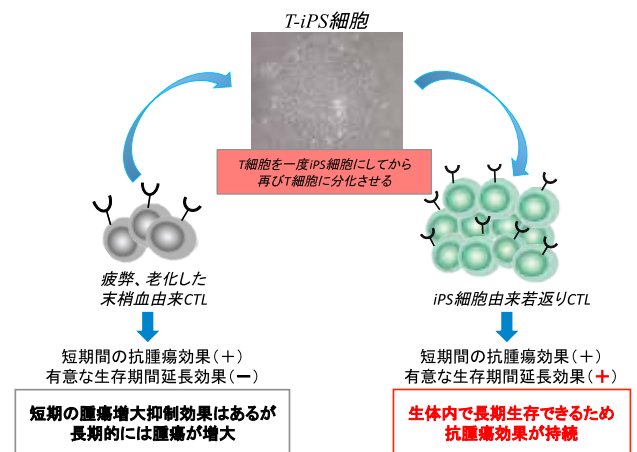 T-iPS細胞
T細胞を一度iPS細胞にしてから
再びT細胞に分化させる
疲弊、老化した
末梢血由来CTL
短期間の抗腫瘍効果(＋)
有意な生存期間延長効果(ー)
短期の腫瘍増大抑制効果はあるが
長期的には腫瘍が増大
iPS細胞由来若返りCTL
短期間の抗腫瘍効果(＋)
有意な生存期間延長効果(＋)
生体内で長期生存できるため
抗腫瘍効果が持続